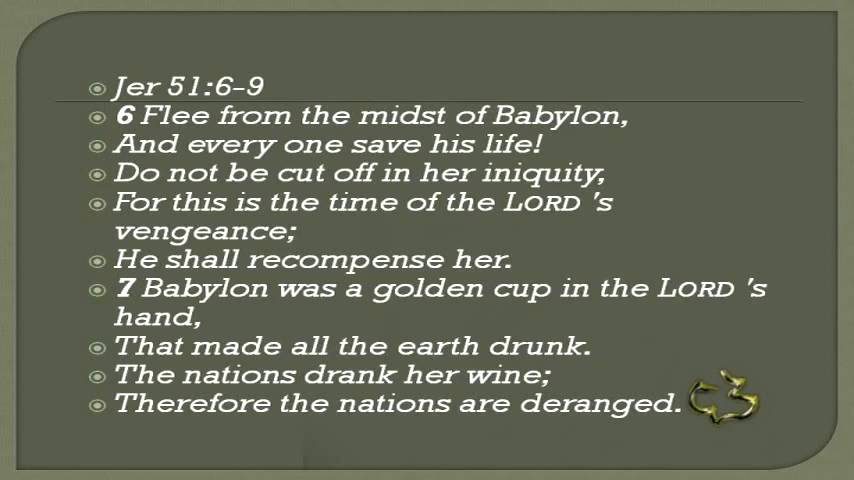 Jer 51:6-9
6 Flee from the midst of Babylon,
And every one save his life!
Do not be cut off in her iniquity,
For this is the time of the LORD 's
vengeance;
He shall recompense her.
7 Babylon was a golden cup in the LORD 's
hand,
That made all the earth drunk.
The nations drank her wine;
Therefore the nations are deranged.